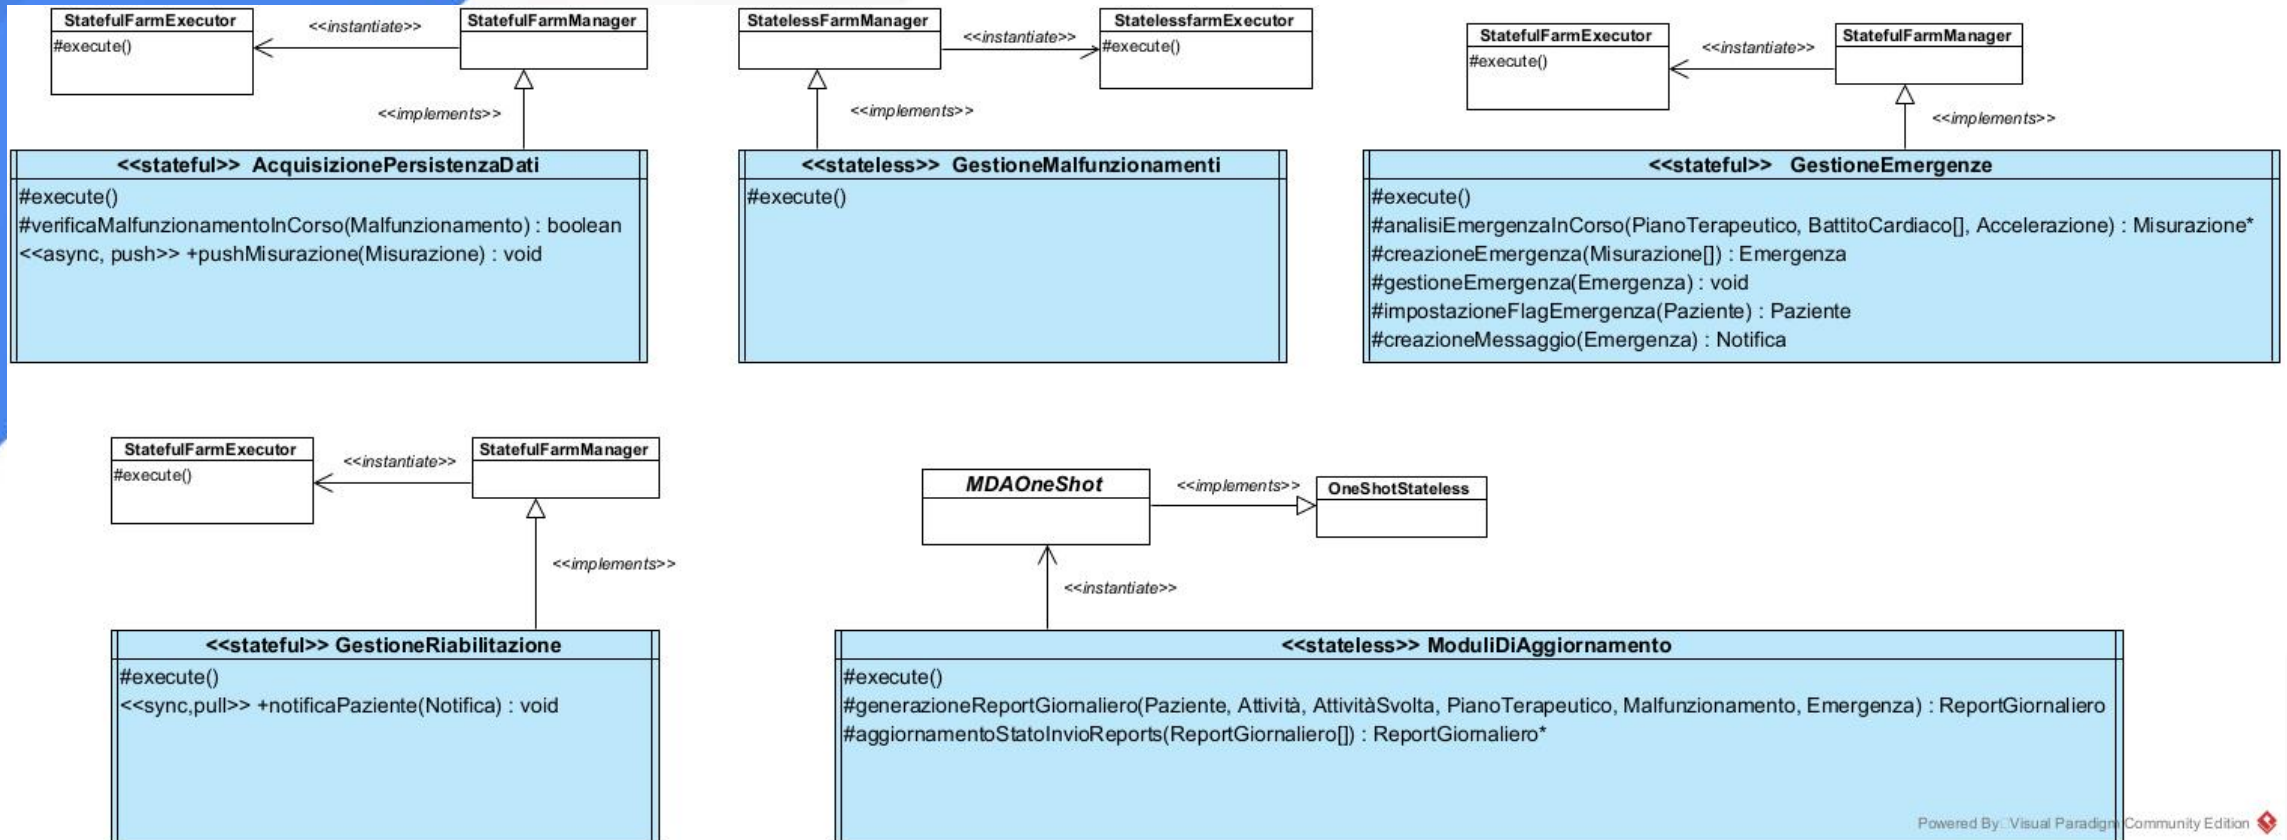 StatefulFarmExecutor
#execute()
<<instantiate>>
StatefulFarmManager
<<implements>>
<<stateful>> AcquisizionePersistenzaDati
#execute()
#verificaMalfunzionamentoInCorso(Malfunzionamento) : boolean
<<async, push>> +pushMisurazione(Misurazione) : void
StatelessFarmManager
<<instantiate>>
StatelessfarmExecutor
#execute()
<<implements>>
<<stateless>> GestioneMalfunzionamenti
#execute()
StatefulFarmExecutor
#execute()
<<instantiate>>
StatefulFarmManager
<<implements>>
<<stateful>> GestioneEmergenze
#execute()
#analisiEmergenzaInCorso(PianoTerapeutico, BattitoCardiaco[], Accelerazione) : Misurazione*
#creazioneEmergenza(Misurazione[]) : Emergenza
#gestioneEmergenza(Emergenza) : void
#impostazioneFlagEmergenza(Paziente) : Paziente
#creazioneMessaggio(Emergenza) : Notifica
StatefulFarmExecutor
#execute()
<<instantiate>>
StatefulFarmManager
<<implements>>
<<stateful>> GestioneRiabilitazione
#execute()
<<sync,pull>> +notificaPaziente(Notifica) : void
MDAOneShot
<<implements>>
OneShotStateless
<<instantiate>>
<<stateless>> ModuliDiAggiornamento
#execute()
#generazioneReportGiornaliero(Paziente, Attività, AttivitàSvolta, PianoTerapeutico, Malfunzionamento, Emergenza) : ReportGiornaliero
#aggiornamentoStatoInvioReports(ReportGiornaliero[]) : ReportGiornaliero*
Powered By Visual Paradigm Community Edition